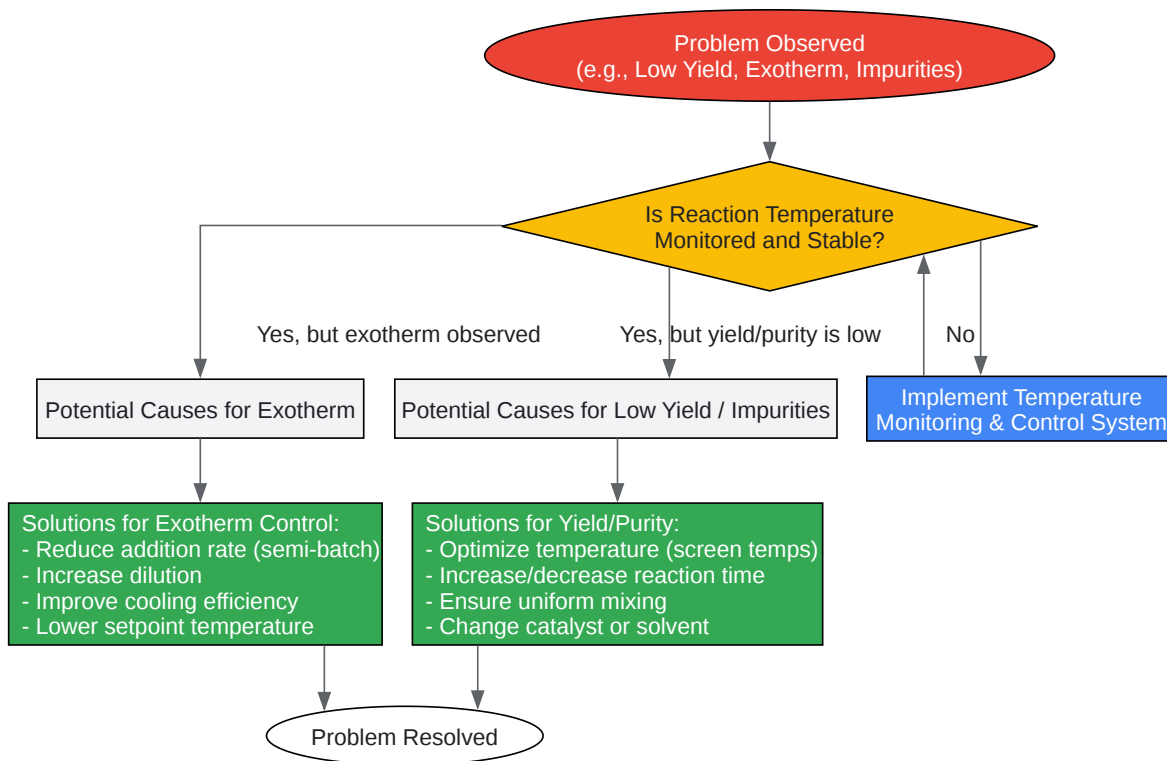 Problem Observed
(e.g., Low Yield, Exotherm, Impurities)
Is Reaction Temperature
Monitored and Stable?
Yes, but exotherm observed
Yes, but yield/purity is low
No
Potential Causes for Exotherm
Potential Causes for Low Yield / Impurities
Implement Temperature
Monitoring & Control System
Solutions for Exotherm Control:
- Reduce addition rate (semi-batch)
- Increase dilution
- Improve cooling efficiency
- Lower setpoint temperature
Solutions for Yield/Purity:
- Optimize temperature (screen temps)
- Increase/decrease reaction time
- Ensure uniform mixing
- Change catalyst or solvent
Problem Resolved